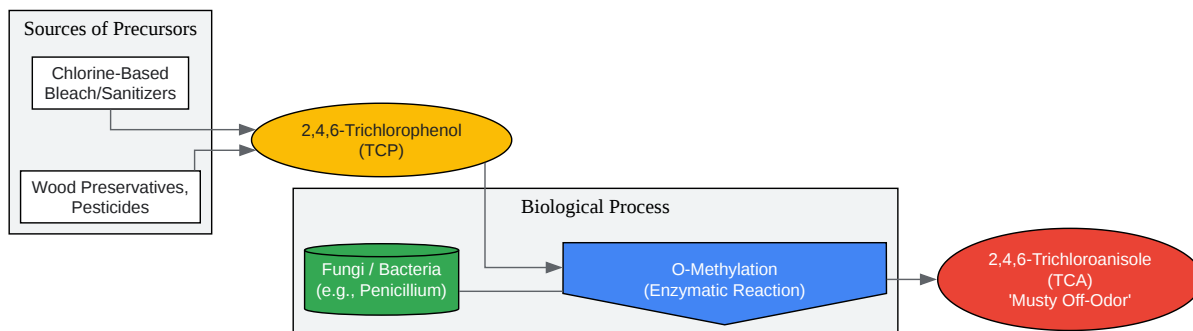 Sources of Precursors
Chlorine-Based
Bleach/Sanitizers
Wood Preservatives,
Pesticides
2,4,6-Trichlorophenol
(TCP)
Biological Process
Fungi / Bacteria
(e.g., Penicillium)
O-Methylation
(Enzymatic Reaction)
2,4,6-Trichloroanisole
(TCA)
'Musty Off-Odor'